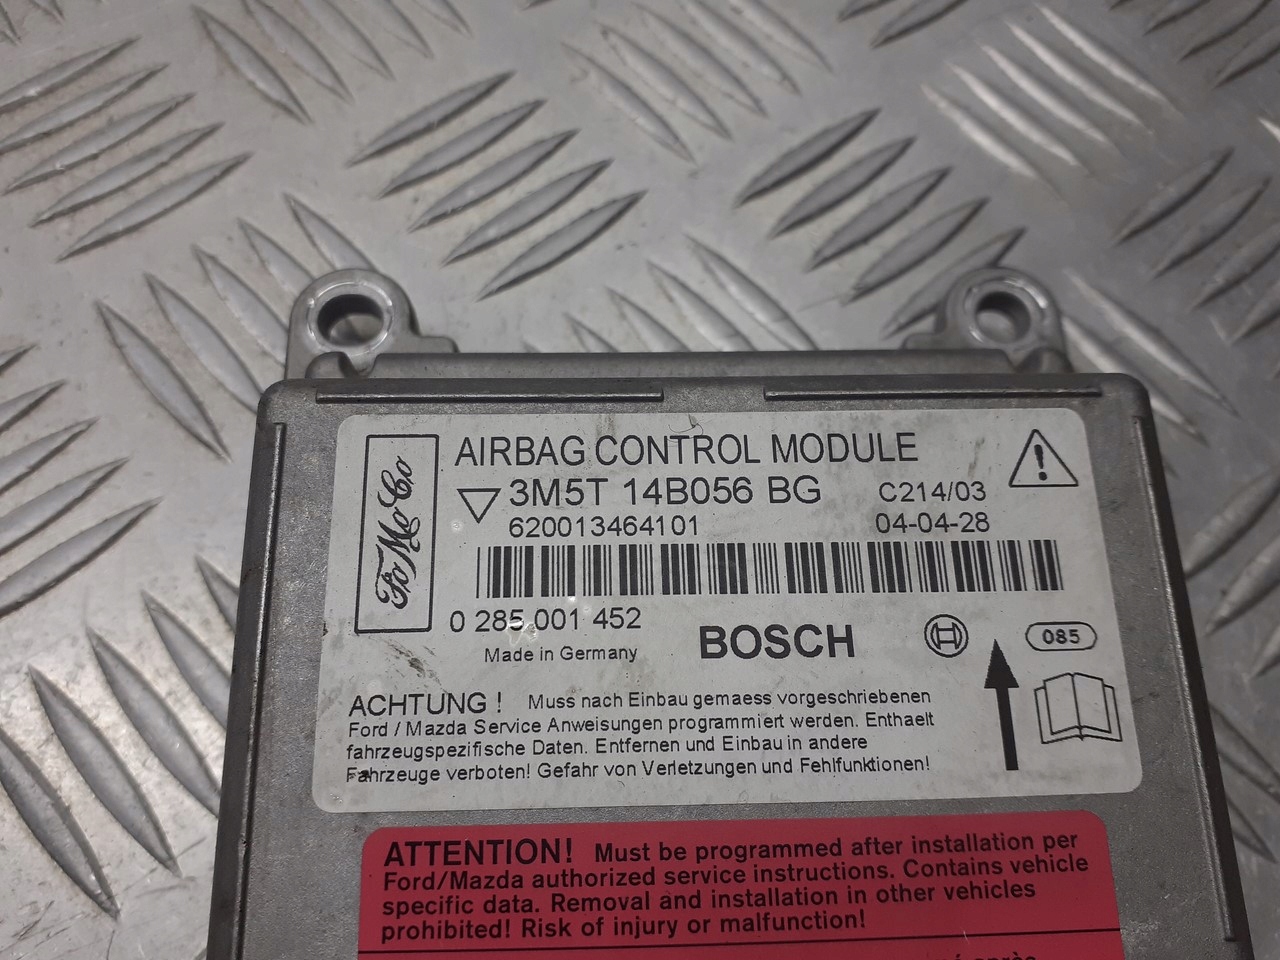 FoMoCo
AIRBAG CONTROL MODULE
3M5T 14B056 BG C214/03
620013464101 04-04-28
0 285 001 452
Made in Germany
BOSCH
085
ACHTUNG ! Muss nach Einbau gemaess vorgeschriebenen
Ford / Mazda Service Anweisungen programmiert werden. Enthaelt
fahrzeugspezifische Daten. Entfernen und Einbau in andere
Fahrzeuge verboten! Gefahr von Verletzungen und Fehlfunktionen!
ATTENTION! Must be programmed after installation per
Ford/Mazda authorized service instructions. Contains vehicle
specific data. Removal and installation in other vehicles
prohibited! Risk of injury or malfunction!
après